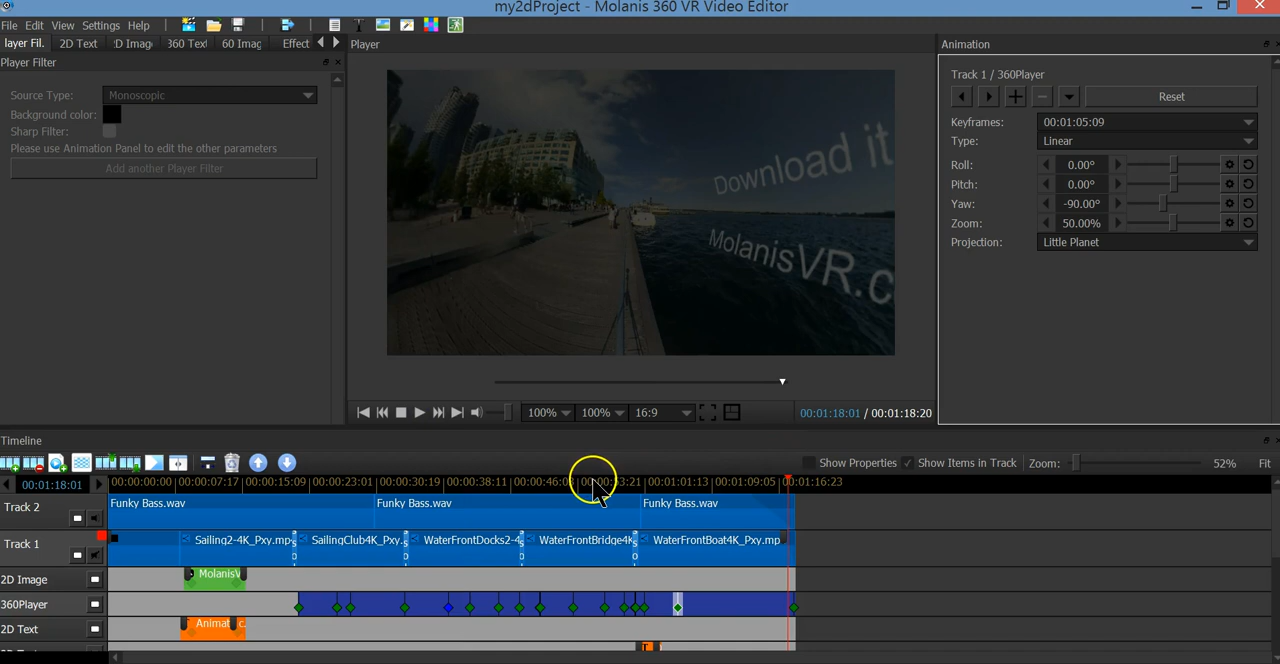 my2dProject - Molanis 360 VR Video Editor
File Edit View Settings Help
layer Fil. 2D Text 2D Imag 360 Text 60 Imag Effect
Player
Animation
Player Filter
Source Type: Monoscopic
Background color:
Sharp Filter:
Please use Animation Panel to edit the other parameters
Add another Player Filter
Download it
MolanisVR.c
Track 1 / 360Player
Reset
Keyframes: 00:01:05:09
Type: Linear
Roll: 0.00°
Pitch: 0.00°
Yaw: -90.00°
Zoom: 50.00%
Projection: Little Planet
100% 100% 16:9 00:01:18:01 / 00:01:18:20
Timeline
Show Properties Show Items in Track Zoom: 52% Fit
00:01:18:01 00:00:00:00 00:00:07:17 00:00:15:09 00:00:23:01 00:00:30:19 00:00:38:11 00:00:46:0 53:21 00:01:01:13 00:01:09:05 00:01:16:23
Track 2 Funky Bass.wav Funky Bass.wav Funky Bass.wav
Track 1 Sailing2-4K_Pxy.mp SailingClub4K_Pxy. WaterFrontDocks2-4 WaterFrontBridge4K WaterFrontBoat4K_Pxy.mp
2D Image MolanisV
360Player
2D Text Animat c.